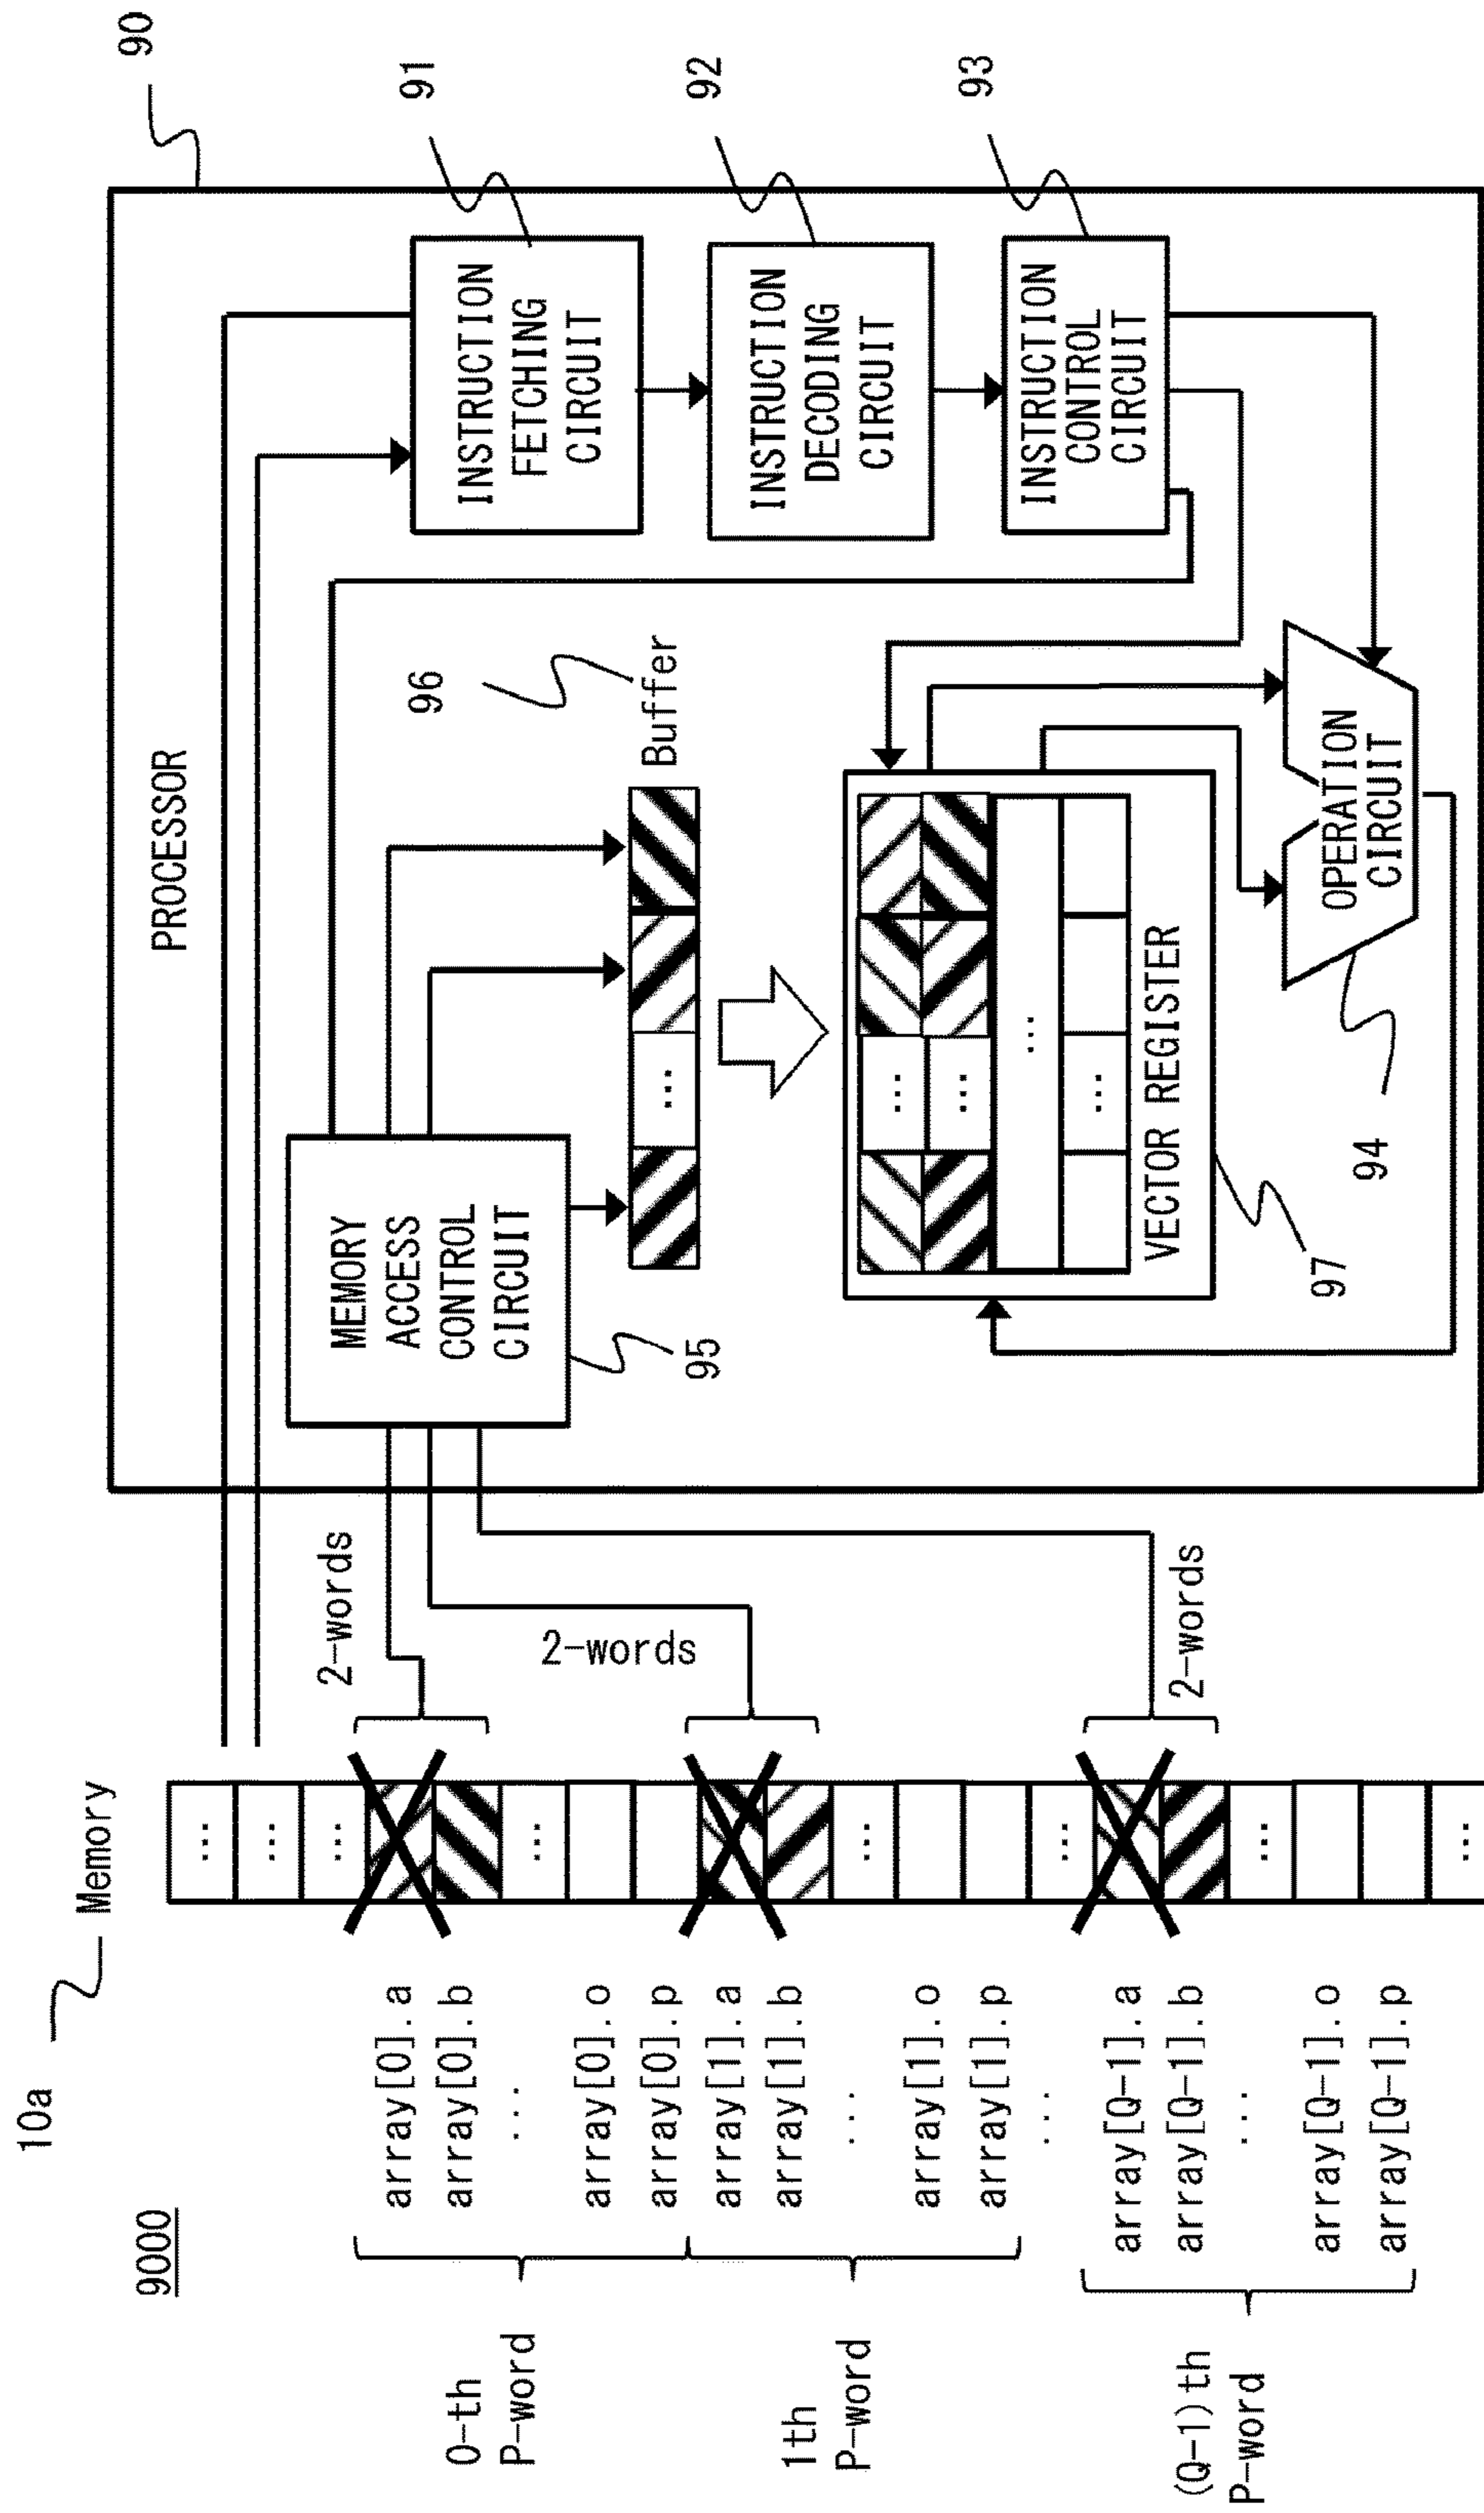 9000
10a
Memory
90
PROCESSOR
91
INSTRUCTION
FETCHING
CIRCUIT
92
INSTRUCTION
DECODING
CIRCUIT
93
INSTRUCTION
CONTROL
CIRCUIT
MEMORY
ACCESS
CONTROL
CIRCUIT
95
96
Buffer
...
...
...
...
...
VECTOR REGISTER
97
OPERATION
CIRCUIT
94
2-words
2-words
2-words
...
...
...
...
...
...
...
...
0-th
P-word
array[0].a
array[0].b
...
array[0].o
array[0].p
1th
P-word
array[1].a
array[1].b
...
array[1].o
array[1].p
...
(Q-1)th
P-word
array[Q-1].a
array[Q-1].b
...
array[Q-1].o
array[Q-1].p